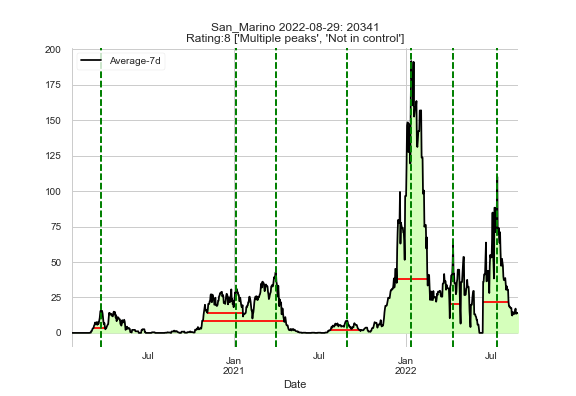 San_Marino 2022-08-29: 20341
Rating:8 ['Multiple peaks', 'Not in control']
Average-7d
200
175
150
125
100
75
50
25
0
Jul
Jan
2021
Jul
Jan
2022
Jul
Date